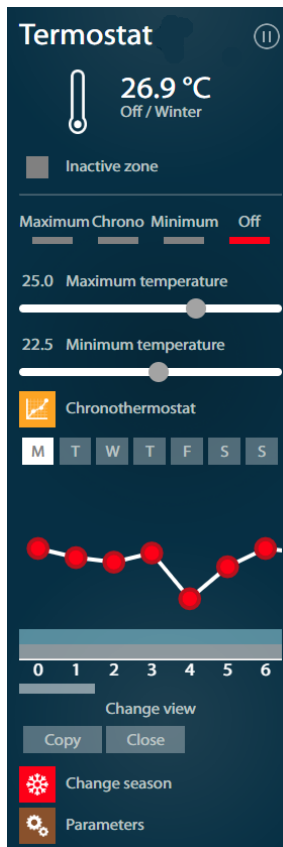 Termostat
26.9 °C
Off / Winter
Inactive zone
Maximum Chrono Minimum Off
25.0 Maximum temperature
22.5 Minimum temperature
Chronothermostat
M T W T F S S
0 1 2 3 4 5 6
Change view
Copy Close
Change season
Parameters